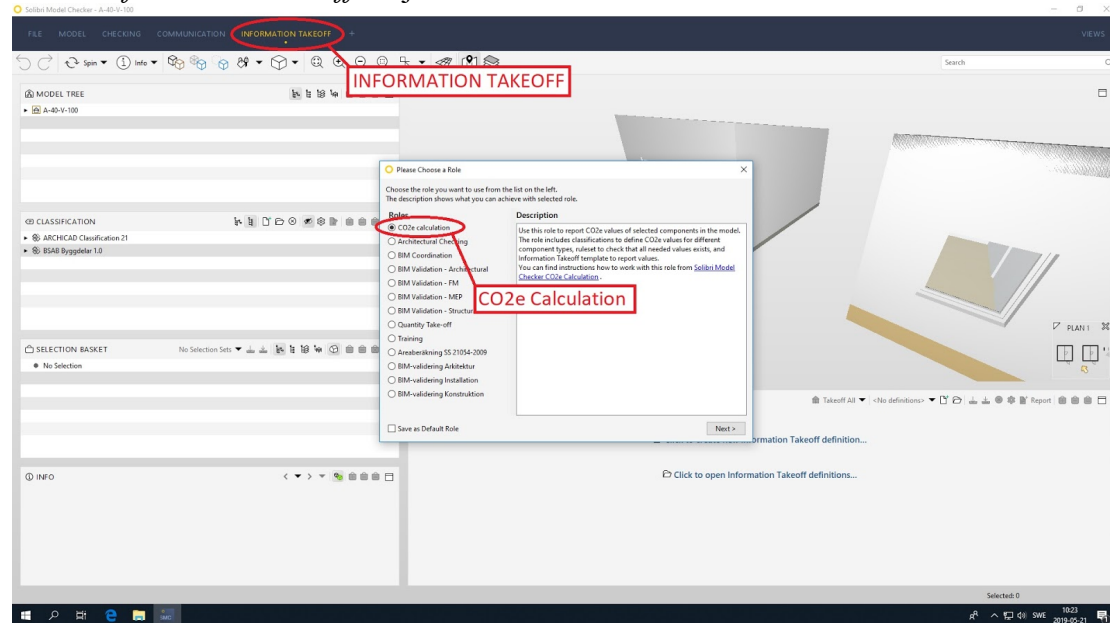 Solibri Model Checker - A-40-V-100
FILE MODEL CHECKING COMMUNICATION INFORMATION TAKEOFF + VIEWS
Spin Info Search
INFORMATION TAKEOFF
MODEL TREE
A-40-V-100
CLASSIFICATION
ARCHICAD Classification 21
BSAB Byggdelar 1.0
SELECTION BASKET No Selection Sets
No Selection
INFO
Please Choose a Role
Choose the role you want to use from the list on the left.
The description shows what you can achieve with selected role.
Roles
CO2e calculation
Architectural Checking
BIM Coordination
BIM Validation - Architectural
BIM Validation - FM
BIM Validation - MEP
BIM Validation - Structural
Quantity Take-off
Training
Areaberäkning SS 21054-2009
BIM-validering Arkitektur
BIM-validering Installation
BIM-validering Konstruktion
Description
Use this role to report CO2e values of selected components in the model.
The role includes classifications to define CO2e values for different
component types, ruleset to check that all needed values exists, and
Information Takeoff template to report values.
You can find instructions how to work with this role from Solibri Model
Checker CO2e Calculation .
CO2e Calculation
Save as Default Role Next >
PLAN 1
Takeoff All <No definitions> Report
Information Takeoff definition...
Click to open Information Takeoff definitions...
Selected: 0
SWE 10:23
2019-05-21